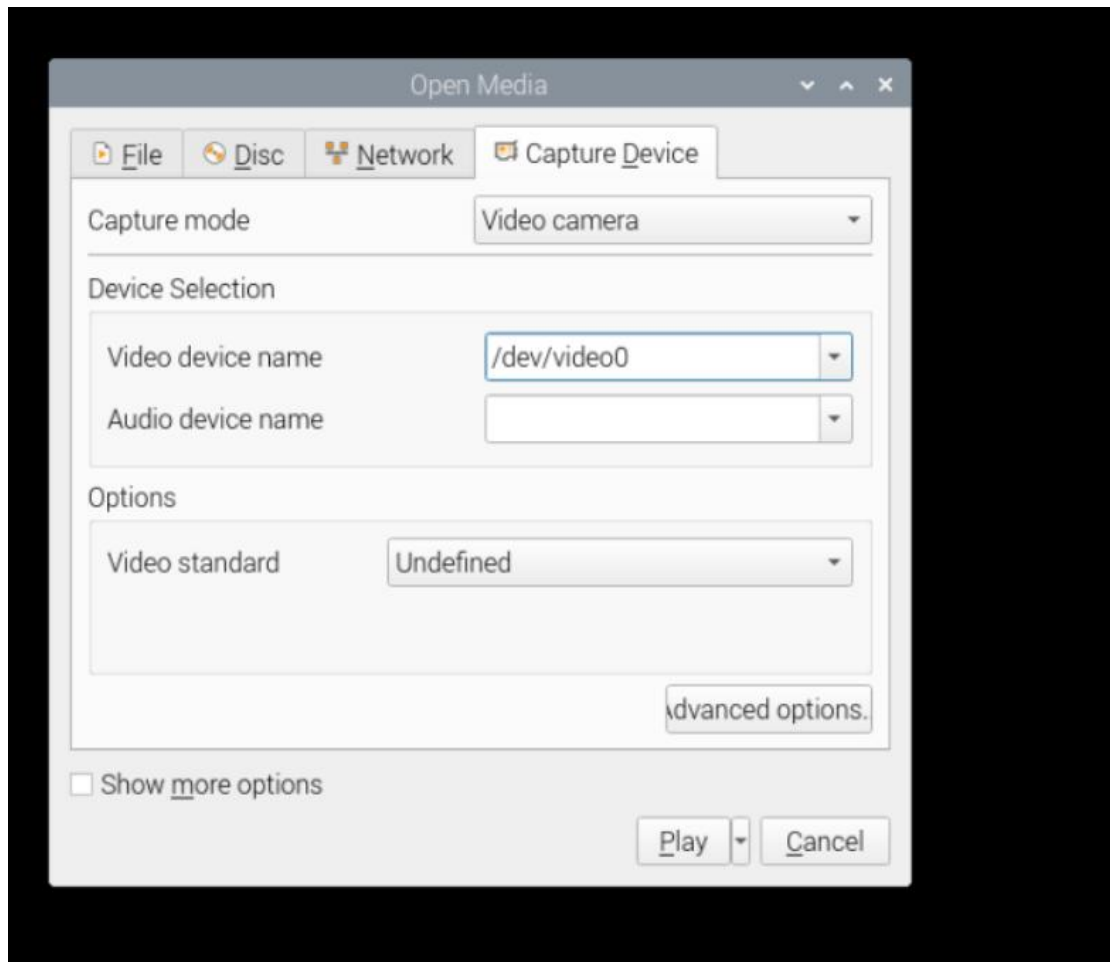 Open Media
File Disc Network Capture Device
Capture mode Video camera
Device Selection
Video device name /dev/video0
Audio device name
Options
Video standard Undefined
Advanced options.
Show more options
Play Cancel